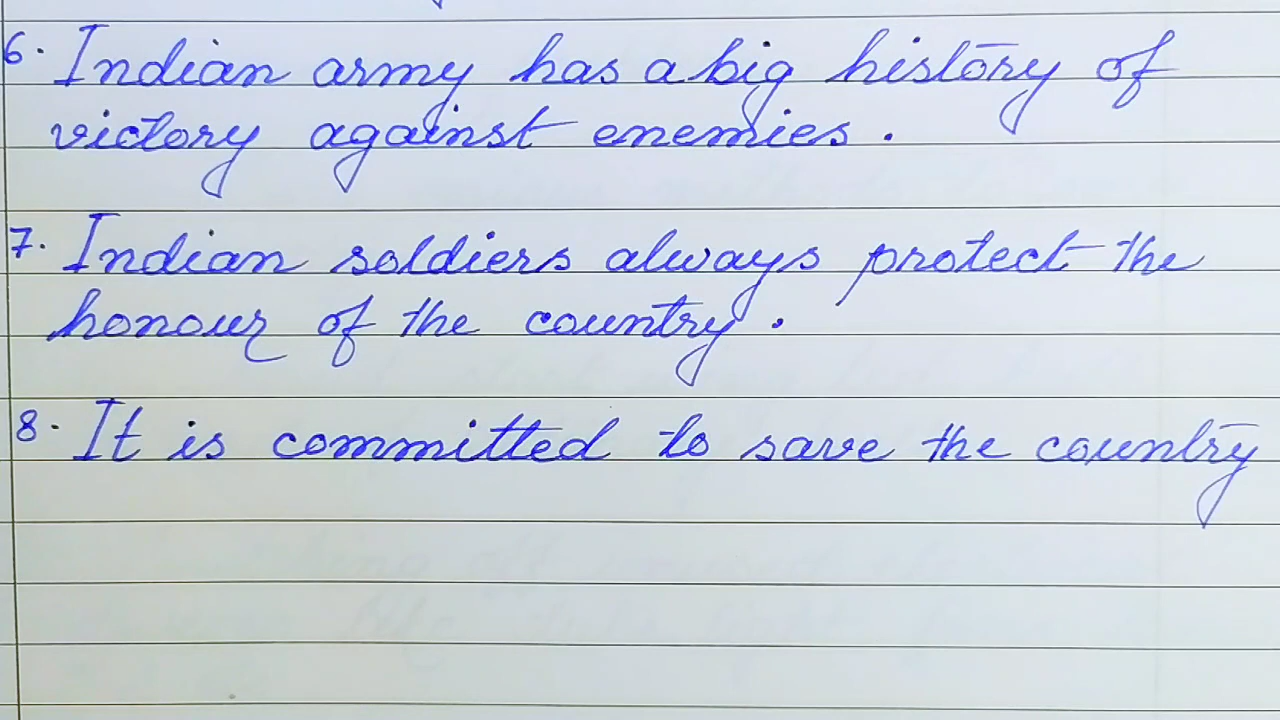 6. Indian army has a big history of
victory against enemies.
7. Indian soldiers always protect the
honour of the country.
8. It is committed to save the country